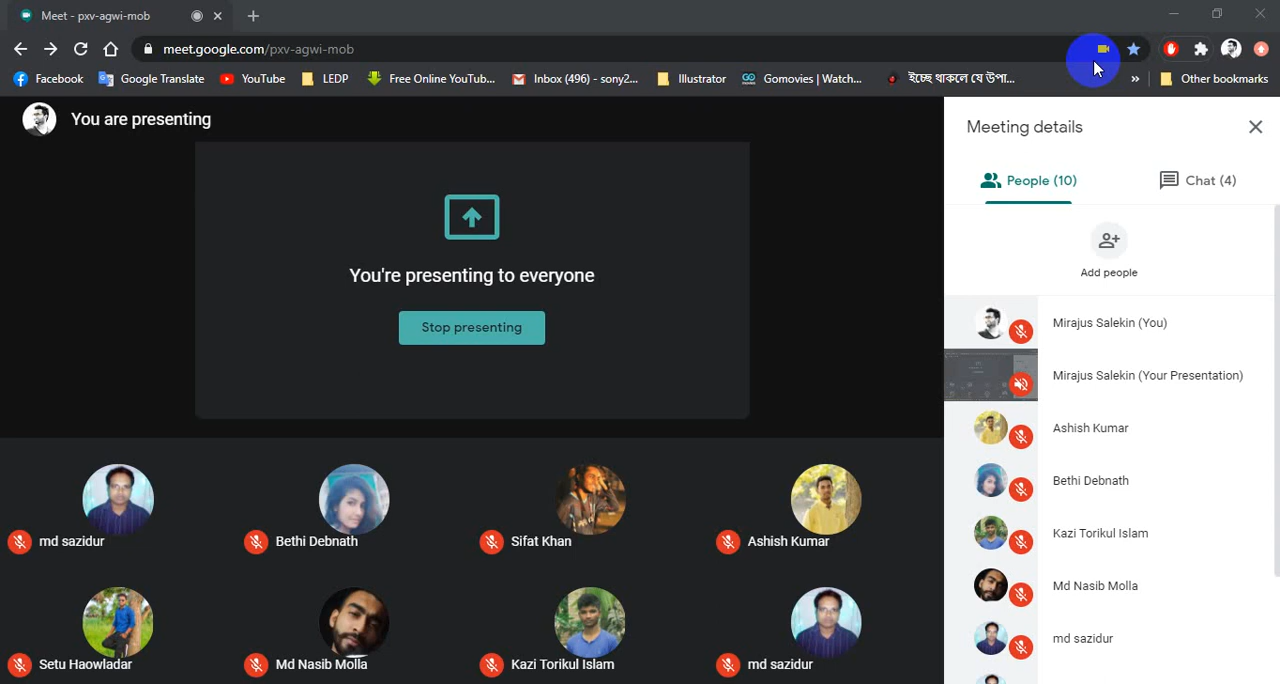 Meet - pxv-agwi-mob
meet.google.com/pxv-agwi-mob
Facebook Google Translate YouTube LEDP Free Online YouTub... Inbox (496) - sony2... Illustrator Gomovies | Watch... ইচ্ছে থাকলে যে উপা... » Other bookmarks
You are presenting
You're presenting to everyone
Stop presenting
md sazidur Bethi Debnath Sifat Khan Ashish Kumar
Setu Haowladar Md Nasib Molla Kazi Torikul Islam md sazidur
Meeting details
People (10) Chat (4)
Add people
Mirajus Salekin (You)
Mirajus Salekin (Your Presentation)
Ashish Kumar
Bethi Debnath
Kazi Torikul Islam
Md Nasib Molla
md sazidur